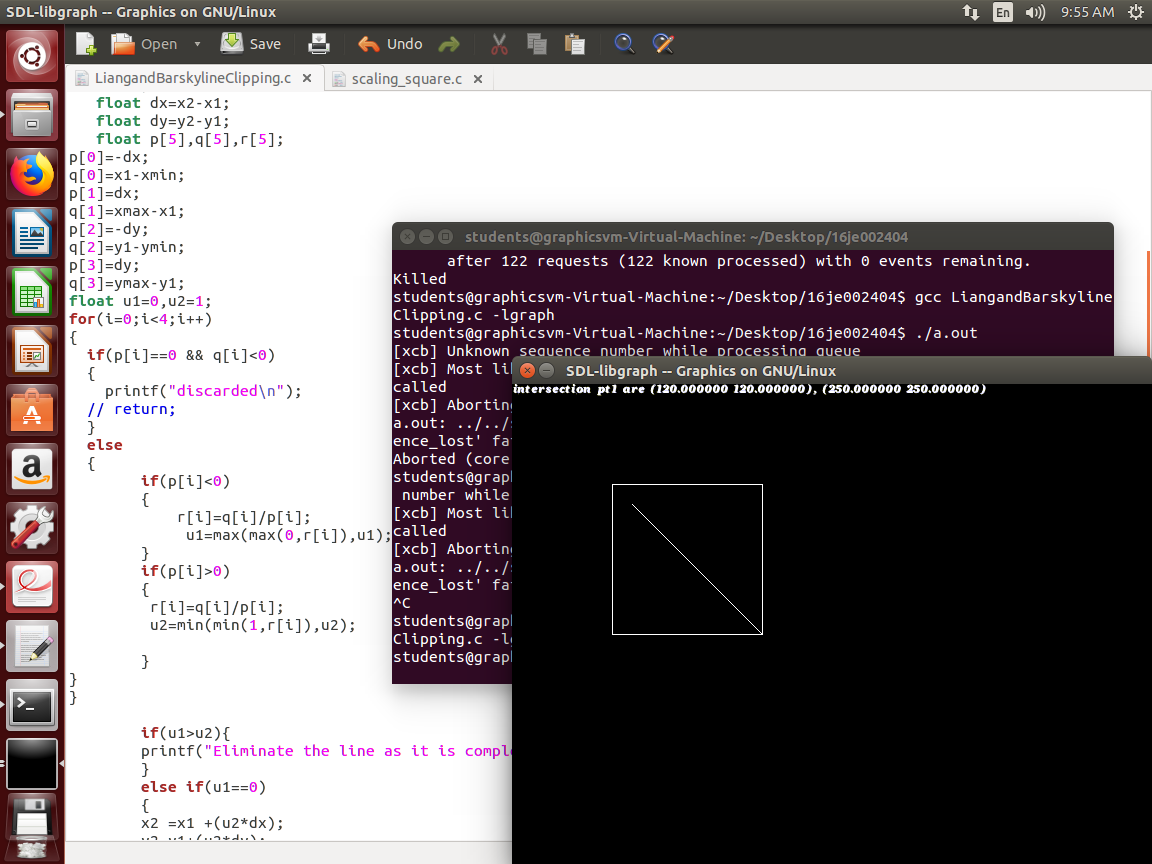 SDL-libgraph -- Graphics on GNU/Linux
En
9:55 AM
Open
Save
Undo
LiangandBarskylineClipping.c
scaling_square.c
float dx=x2-x1;
float dy=y2-y1;
float p[5],q[5],r[5];
p[0]=-dx;
q[0]=x1-xmin;
p[1]=dx;
q[1]=xmax-x1;
p[2]=-dy;
q[2]=y1-ymin;
p[3]=dy;
q[3]=ymax-y1;
float u1=0,u2=1;
for(i=0;i<4;i++)
{
if(p[i]==0 && q[i]<0)
{
printf("discarded\n");
// return;
}
else
{
if(p[i]<0)
{
r[i]=q[i]/p[i];
u1=max(max(0,r[i]),u1);
}
if(p[i]>0)
{
r[i]=q[i]/p[i];
u2=min(min(1,r[i]),u2);
}
}
}
if(u1>u2){
printf("Eliminate the line as it is comple
}
else if(u1==0)
{
x2 =x1 +(u2*dx);
students@graphicsvm-Virtual-Machine: ~/Desktop/16je002404
after 122 requests (122 known processed) with 0 events remaining.
Killed
students@graphicsvm-Virtual-Machine:~/Desktop/16je002404$ gcc LiangandBarskyline
Clipping.c -lgraph
students@graphicsvm-Virtual-Machine:~/Desktop/16je002404$ ./a.out
[xcb] Unknown sequence number while processing queue
[xcb] Most li
called
[xcb] Aborting
a.out: ../../s
ence_lost' fa
Aborted (core
students@graph
number while
[xcb] Most li
called
[xcb] Aborting
a.out: ../../s
ence_lost' fa
^C
students@graph
Clipping.c -l
students@graph
SDL-libgraph -- Graphics on GNU/Linux
intersection pt1 are (120.000000 120.000000), (250.000000 250.000000)